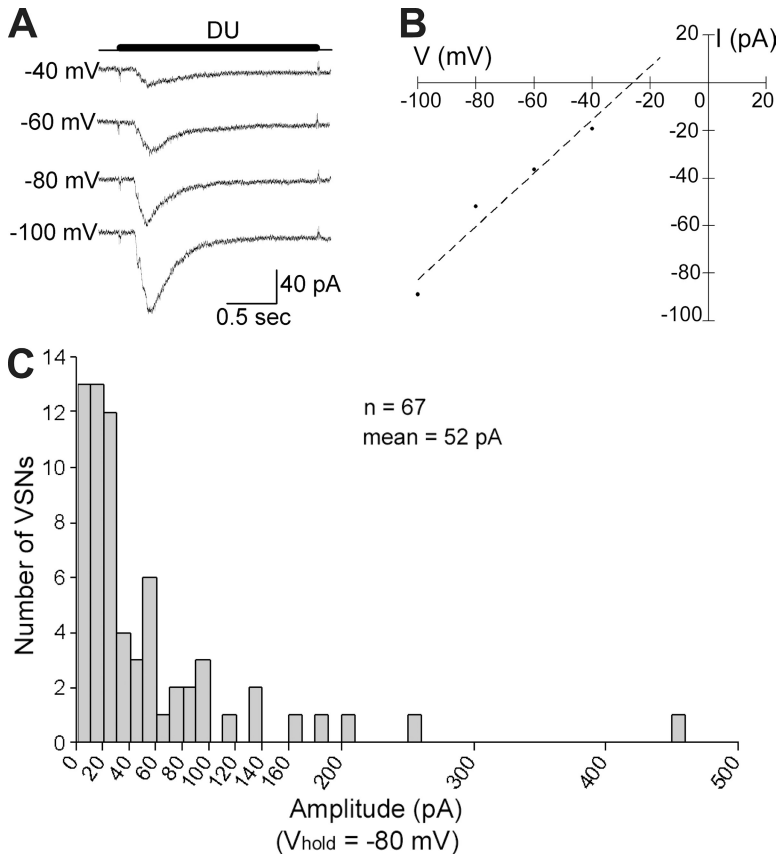 A
DU
-40 mV
-60 mV
-80 mV
-100 mV
40 pA
0.5 sec
B
V (mV)
I (pA)
20
-100 -80 -60 -40 -20 0 20
-20
-40
-60
-80
-100
C
14
12
10
8
6
4
2
0
Number of VSNs
n = 67
mean = 52 pA
0 20 40 60 80 100 120 140 160 200 300 400 500
Amplitude (pA)
(Vhold = -80 mV)